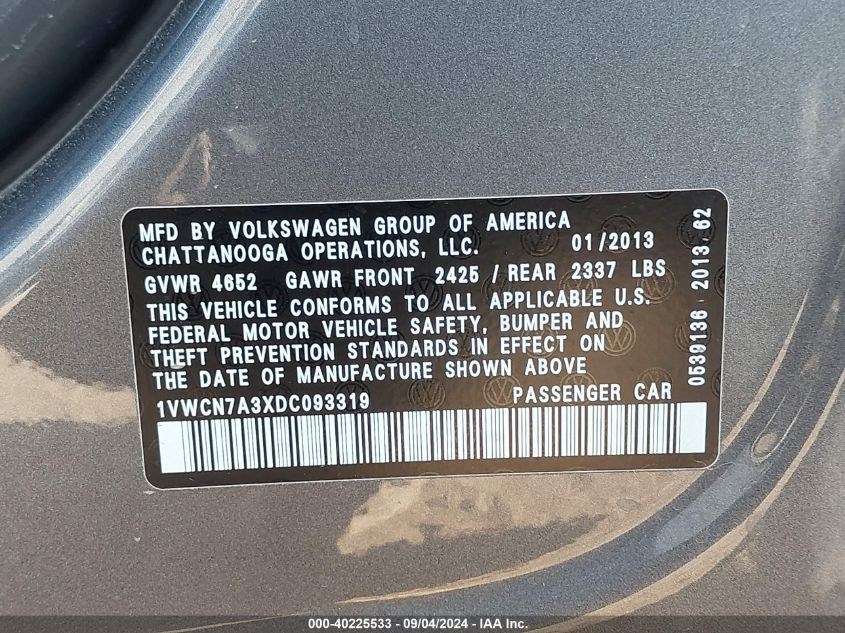 MFD BY VOLKSWAGEN GROUP OF AMERICA
CHATTANOOGA OPERATIONS, LLC. 01/2013
GVWR 4652 GAWR FRONT 2425 / REAR 2337 LBS
THIS VEHICLE CONFORMS TO ALL APPLICABLE U.S.
FEDERAL MOTOR VEHICLE SAFETY, BUMPER AND
THEFT PREVENTION STANDARDS IN EFFECT ON
THE DATE OF MANUFACTURE SHOWN ABOVE
1VWCN7A3XDC093319 PASSENGER CAR
0539136 2013.62
000-40225533 - 09/04/2024 - IAA Inc.